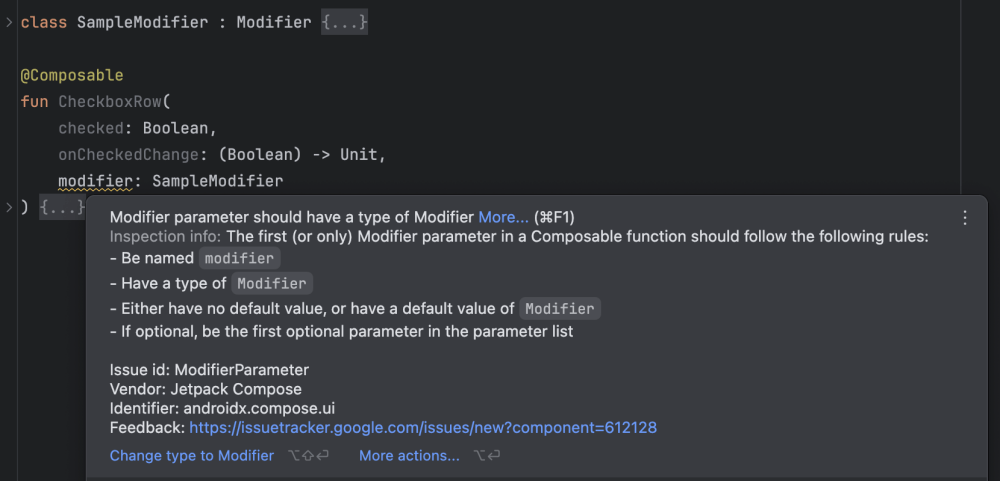 class SampleModifier : Modifier {...}
@Composable
fun CheckboxRow(
checked: Boolean,
onCheckedChange: (Boolean) -> Unit,
modifier: SampleModifier
) {...}
Modifier parameter should have a type of Modifier More... (⌘F1)
Inspection info: The first (or only) Modifier parameter in a Composable function should follow the following rules:
- Be named modifier
- Have a type of Modifier
- Either have no default value, or have a default value of Modifier
- If optional, be the first optional parameter in the parameter list
Issue id: ModifierParameter
Vendor: Jetpack Compose
Identifier: androidx.compose.ui
Feedback: https://issuetracker.google.com/issues/new?component=612128
Change type to Modifier ⌥⇧⏎ More actions... ⌥⏎